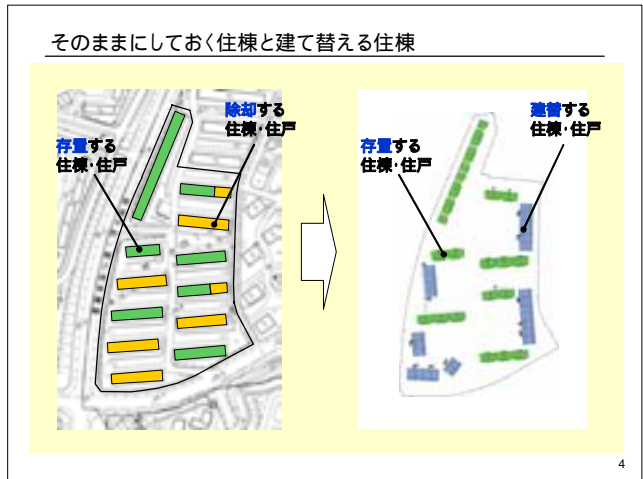 そのままにしておく住棟と建て替える住棟
除却する
住棟・住戸
存置する
住棟・住戸
建替する
住棟・住戸
存置する
住棟・住戸
4